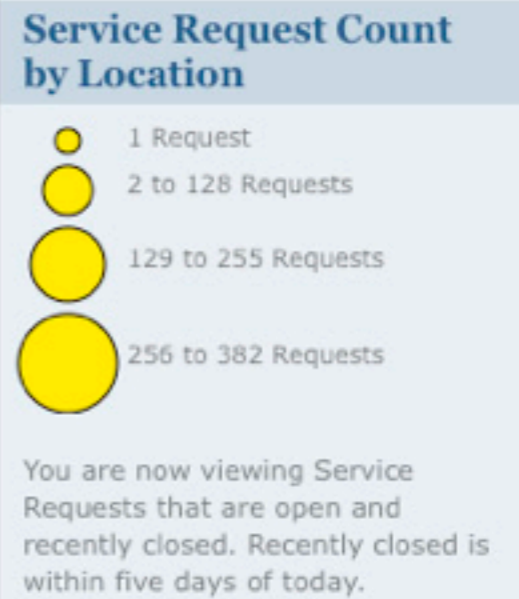 Service Request Count
by Location
1 Request
2 to 128 Requests
129 to 255 Requests
256 to 382 Requests
You are now viewing Service
Requests that are open and
recently closed. Recently closed is
within five days of today.